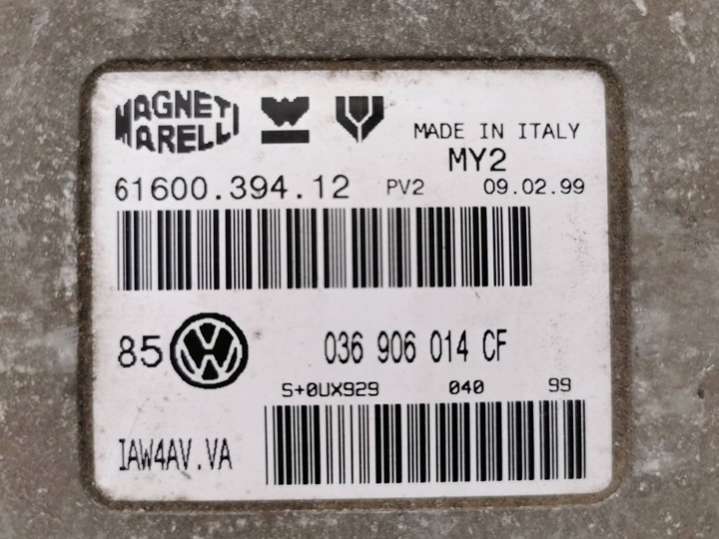 MAGNETI
MARELLI
MADE IN ITALY
MY2
61600.394.12 PV2 09.02.99
85 VW 036 906 014 CF
S+0UX929 040 99
IAW4AV.VA